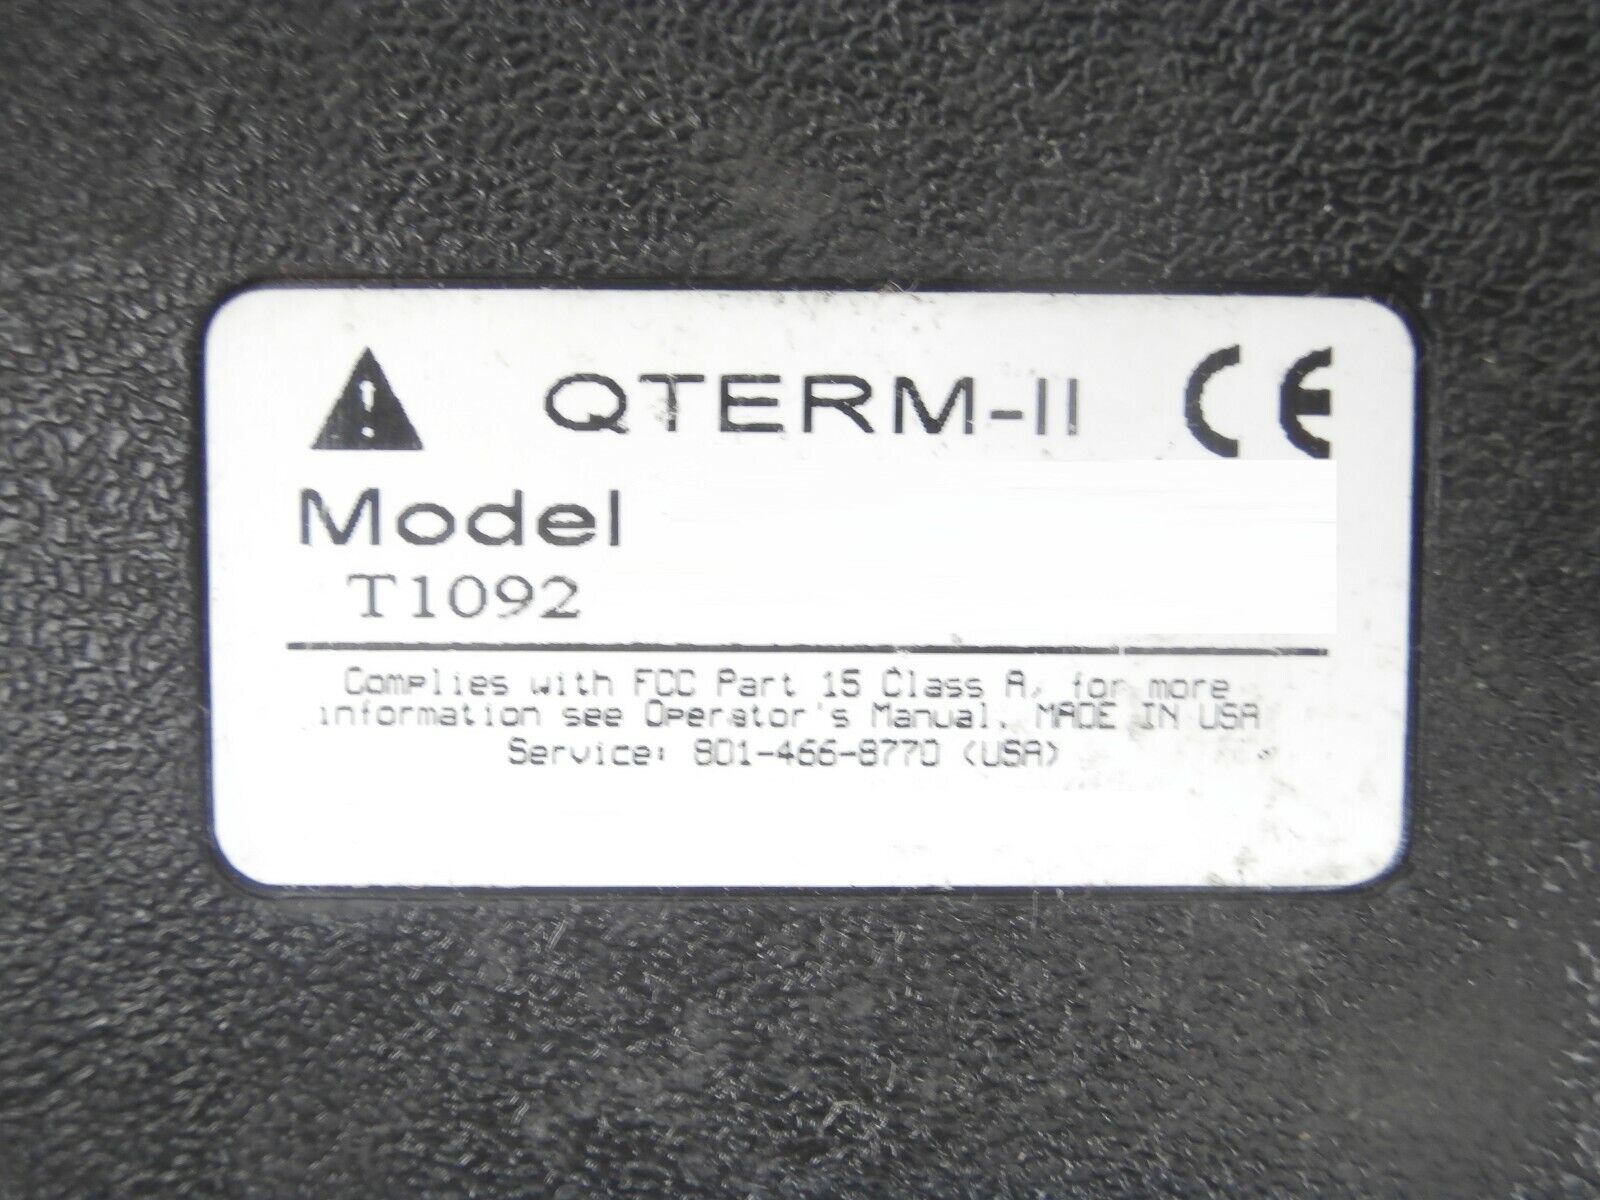 QTERM-II CE
Model
T1092
Complies with FCC Part 15 Class A, for more
information see Operator's Manual. MADE IN USA
Service: 801-466-8770 (USA)